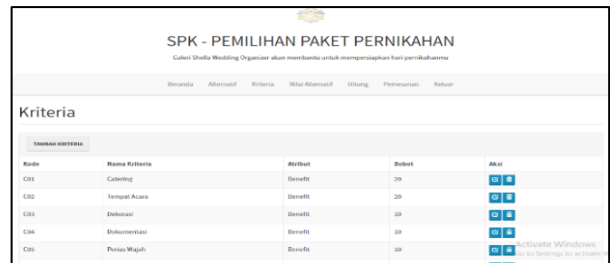 SPK - PEMILIHAN PAKET PERNIKAHAN
Galeri Shella Wedding Organizer akan membantu untuk mempersiapkan hari pernikahanmu
Beranda Alternatif Kriteria Nilai Alternatif Hitung Pemesanan Keluar
Kriteria
TAMBAH KRITERIA
Kode Nama Kriteria Atribut Bobot Aksi
C01 Catering Benefit 20
C02 Tempat Acara Benefit 20
C03 Dekorasi Benefit 10
C04 Dokumentasi Benefit 10
C05 Perias Wajah Benefit 10
Activate Windows
Go to Settings to activate